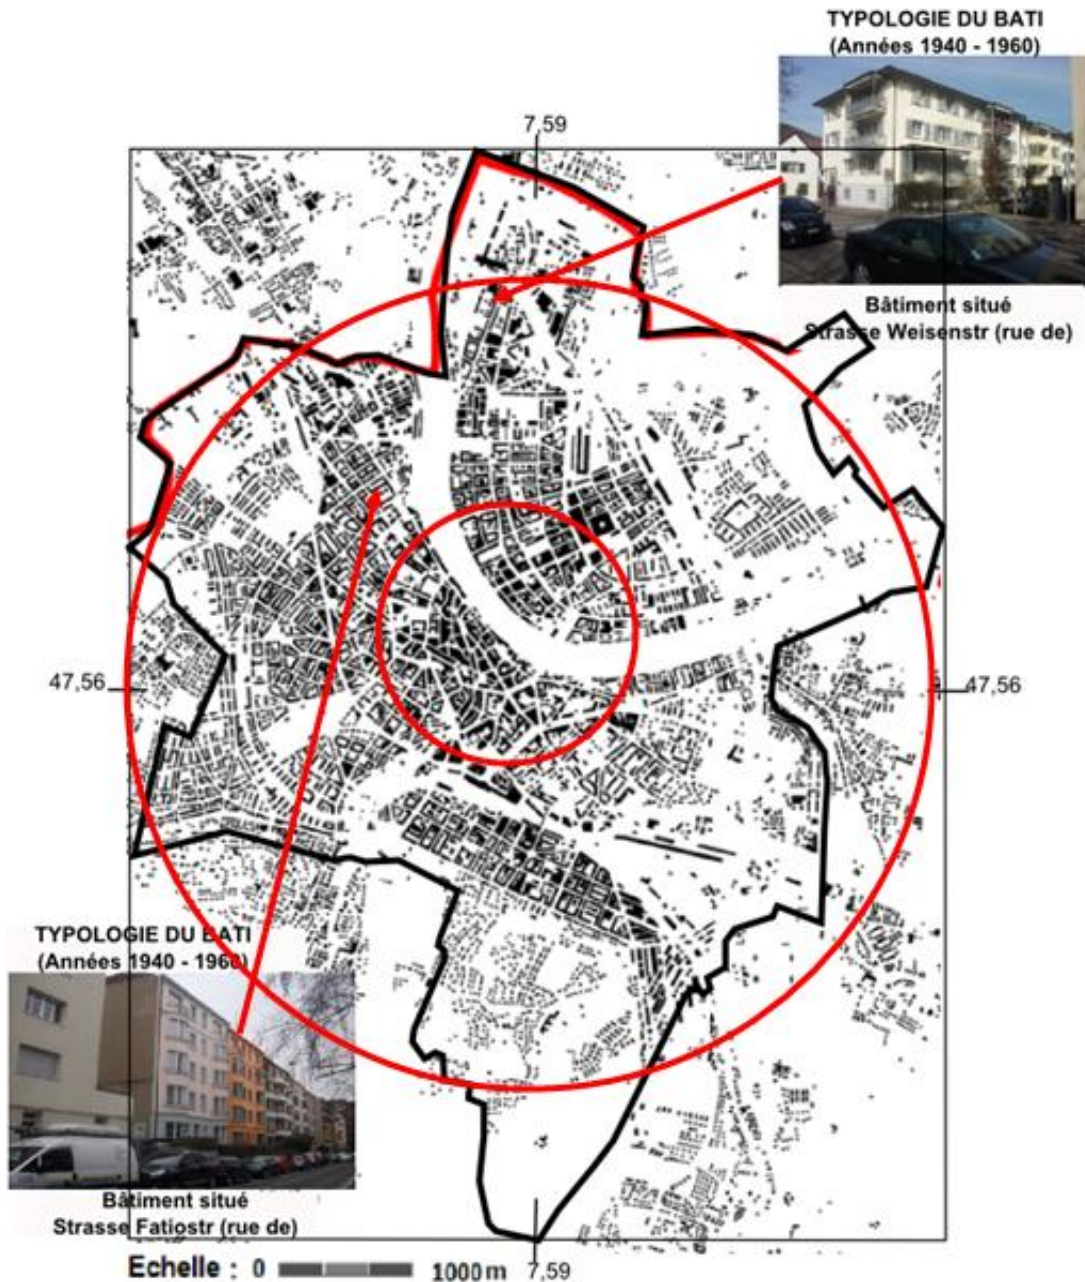 TYPOLOGIE DU BATI
(Années 1940 - 1960)
7,59
Bâtiment situé
Strasse Weisenstr (rue de)
47,56
47,56
TYPOLOGIE DU BATI
(Années 1940 - 1960)
Bâtiment situé
Strasse Fatiostr (rue de)
Echelle : 0 1000 m
7,59